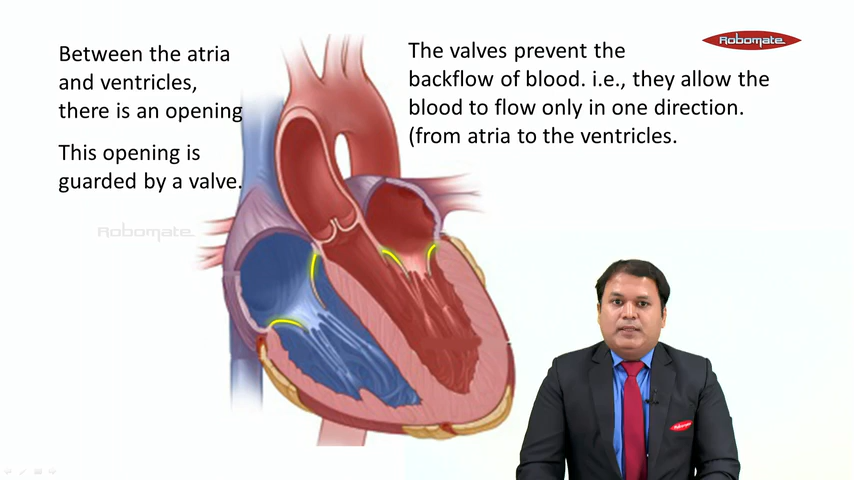 Between the atria
and ventricles,
there is an opening
This opening is
guarded by a valve.
The valves prevent the
backflow of blood. i.e., they allow the
blood to flow only in one direction.
(from atria to the ventricles.
Robomate
Robomate
Robomate